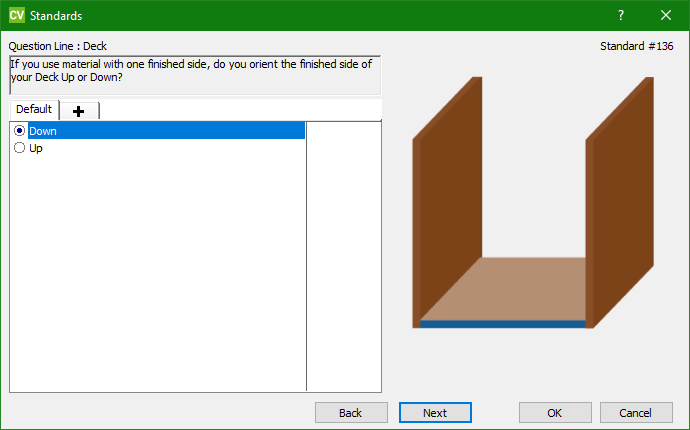 CV Standards ?
Question Line : Deck Standard #136
If you use material with one finished side, do you orient the finished side of
your Deck Up or Down?
Default +
Down
Up
Back Next OK Cancel